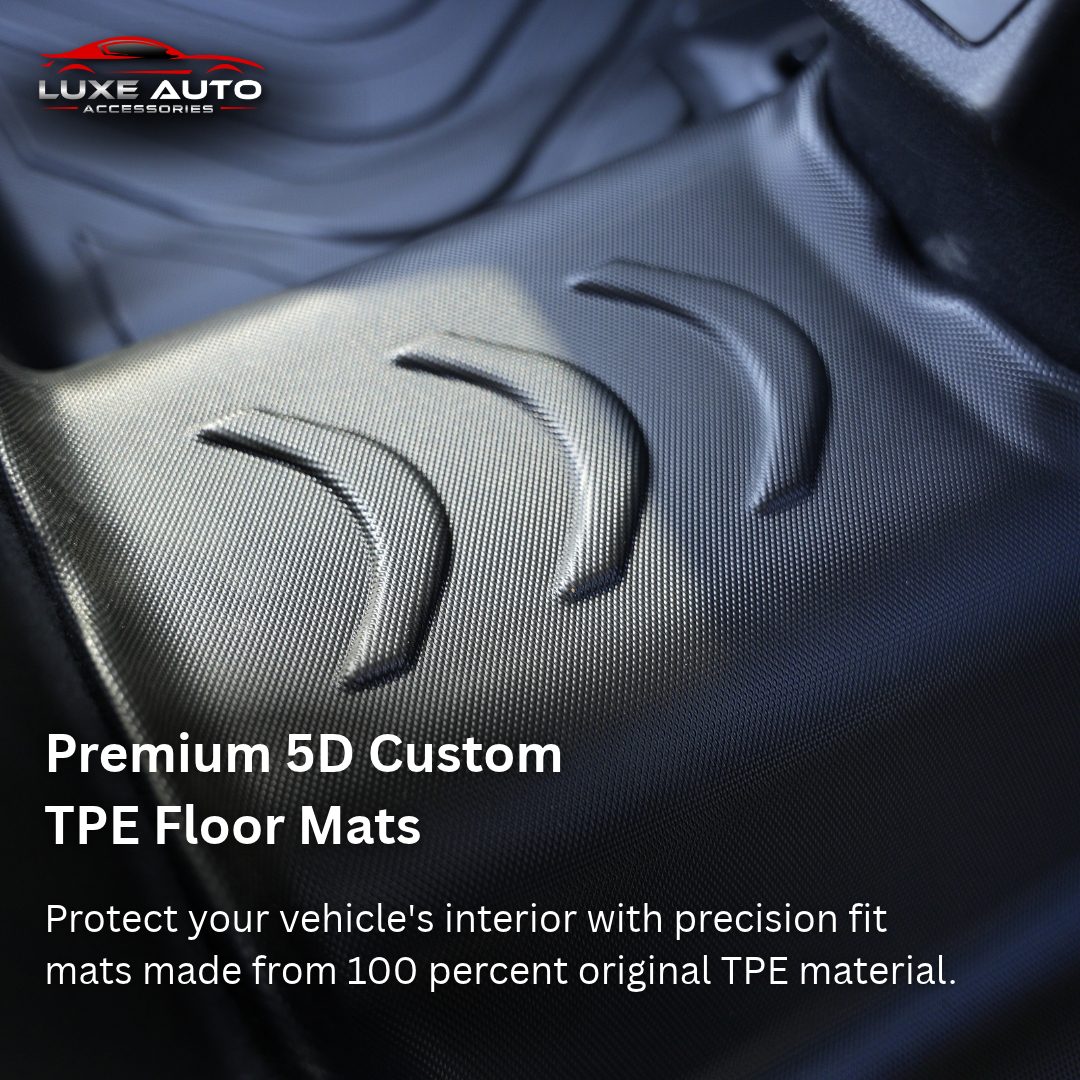 LUXE AUTO
ACCESSORIES
Premium 5D Custom
TPE Floor Mats
Protect your vehicle's interior with precision fit
mats made from 100 percent original TPE material.